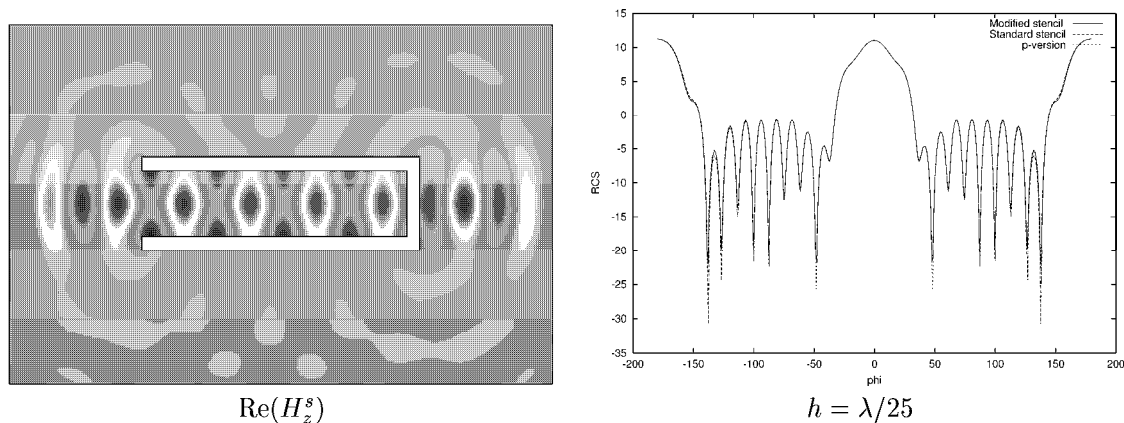 Re(H_z^s)
Modified stencil
Standard stencil
p-version
15
10
5
0
-5
-10
-15
-20
-25
-30
-35
RCS
-200 -150 -100 -50 0 50 100 150 200
phi
h = λ/25